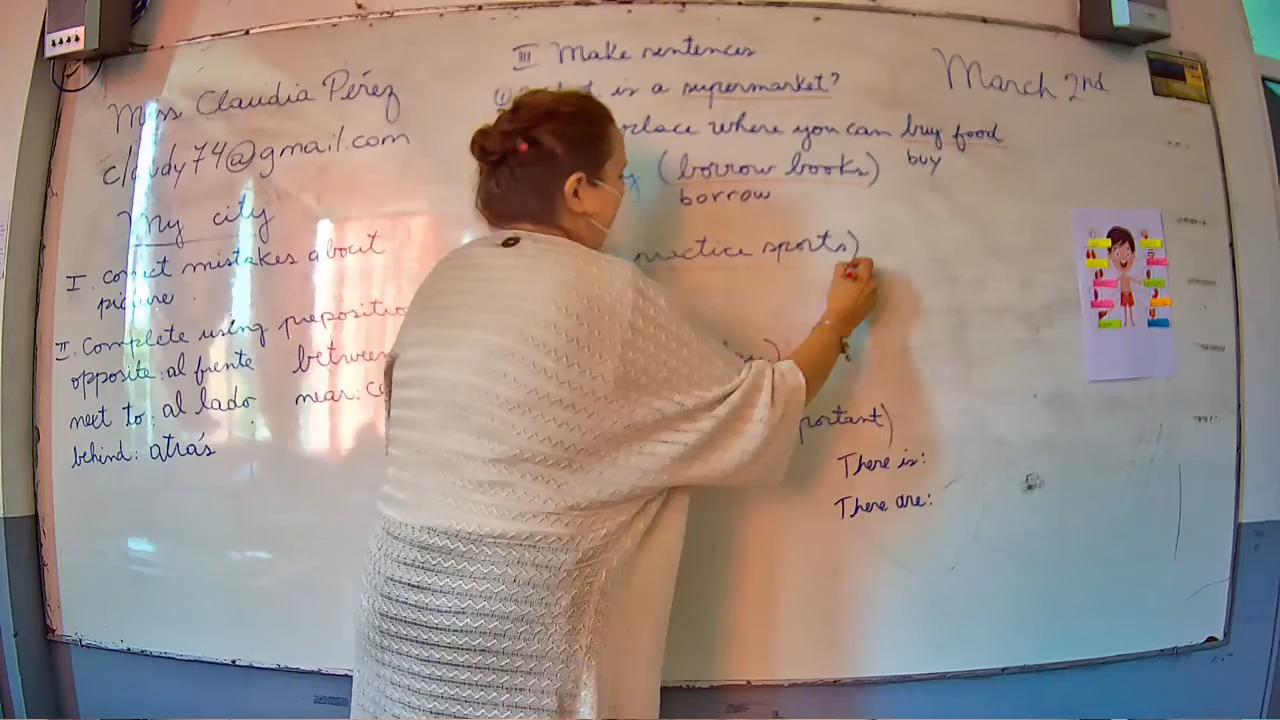 Miss Claudia Pérez
claudy74@gmail.com
My city
I. correct mistakes about
picture
II. Complete using prepositio
opposite: al frente between
next to: al lado near:
behind: atrás
III Make sentences
is a supermarket?
place where you can buy food
buy
(borrow books)
borrow
practice sports)
portant)
There is:
There are:
March 2nd